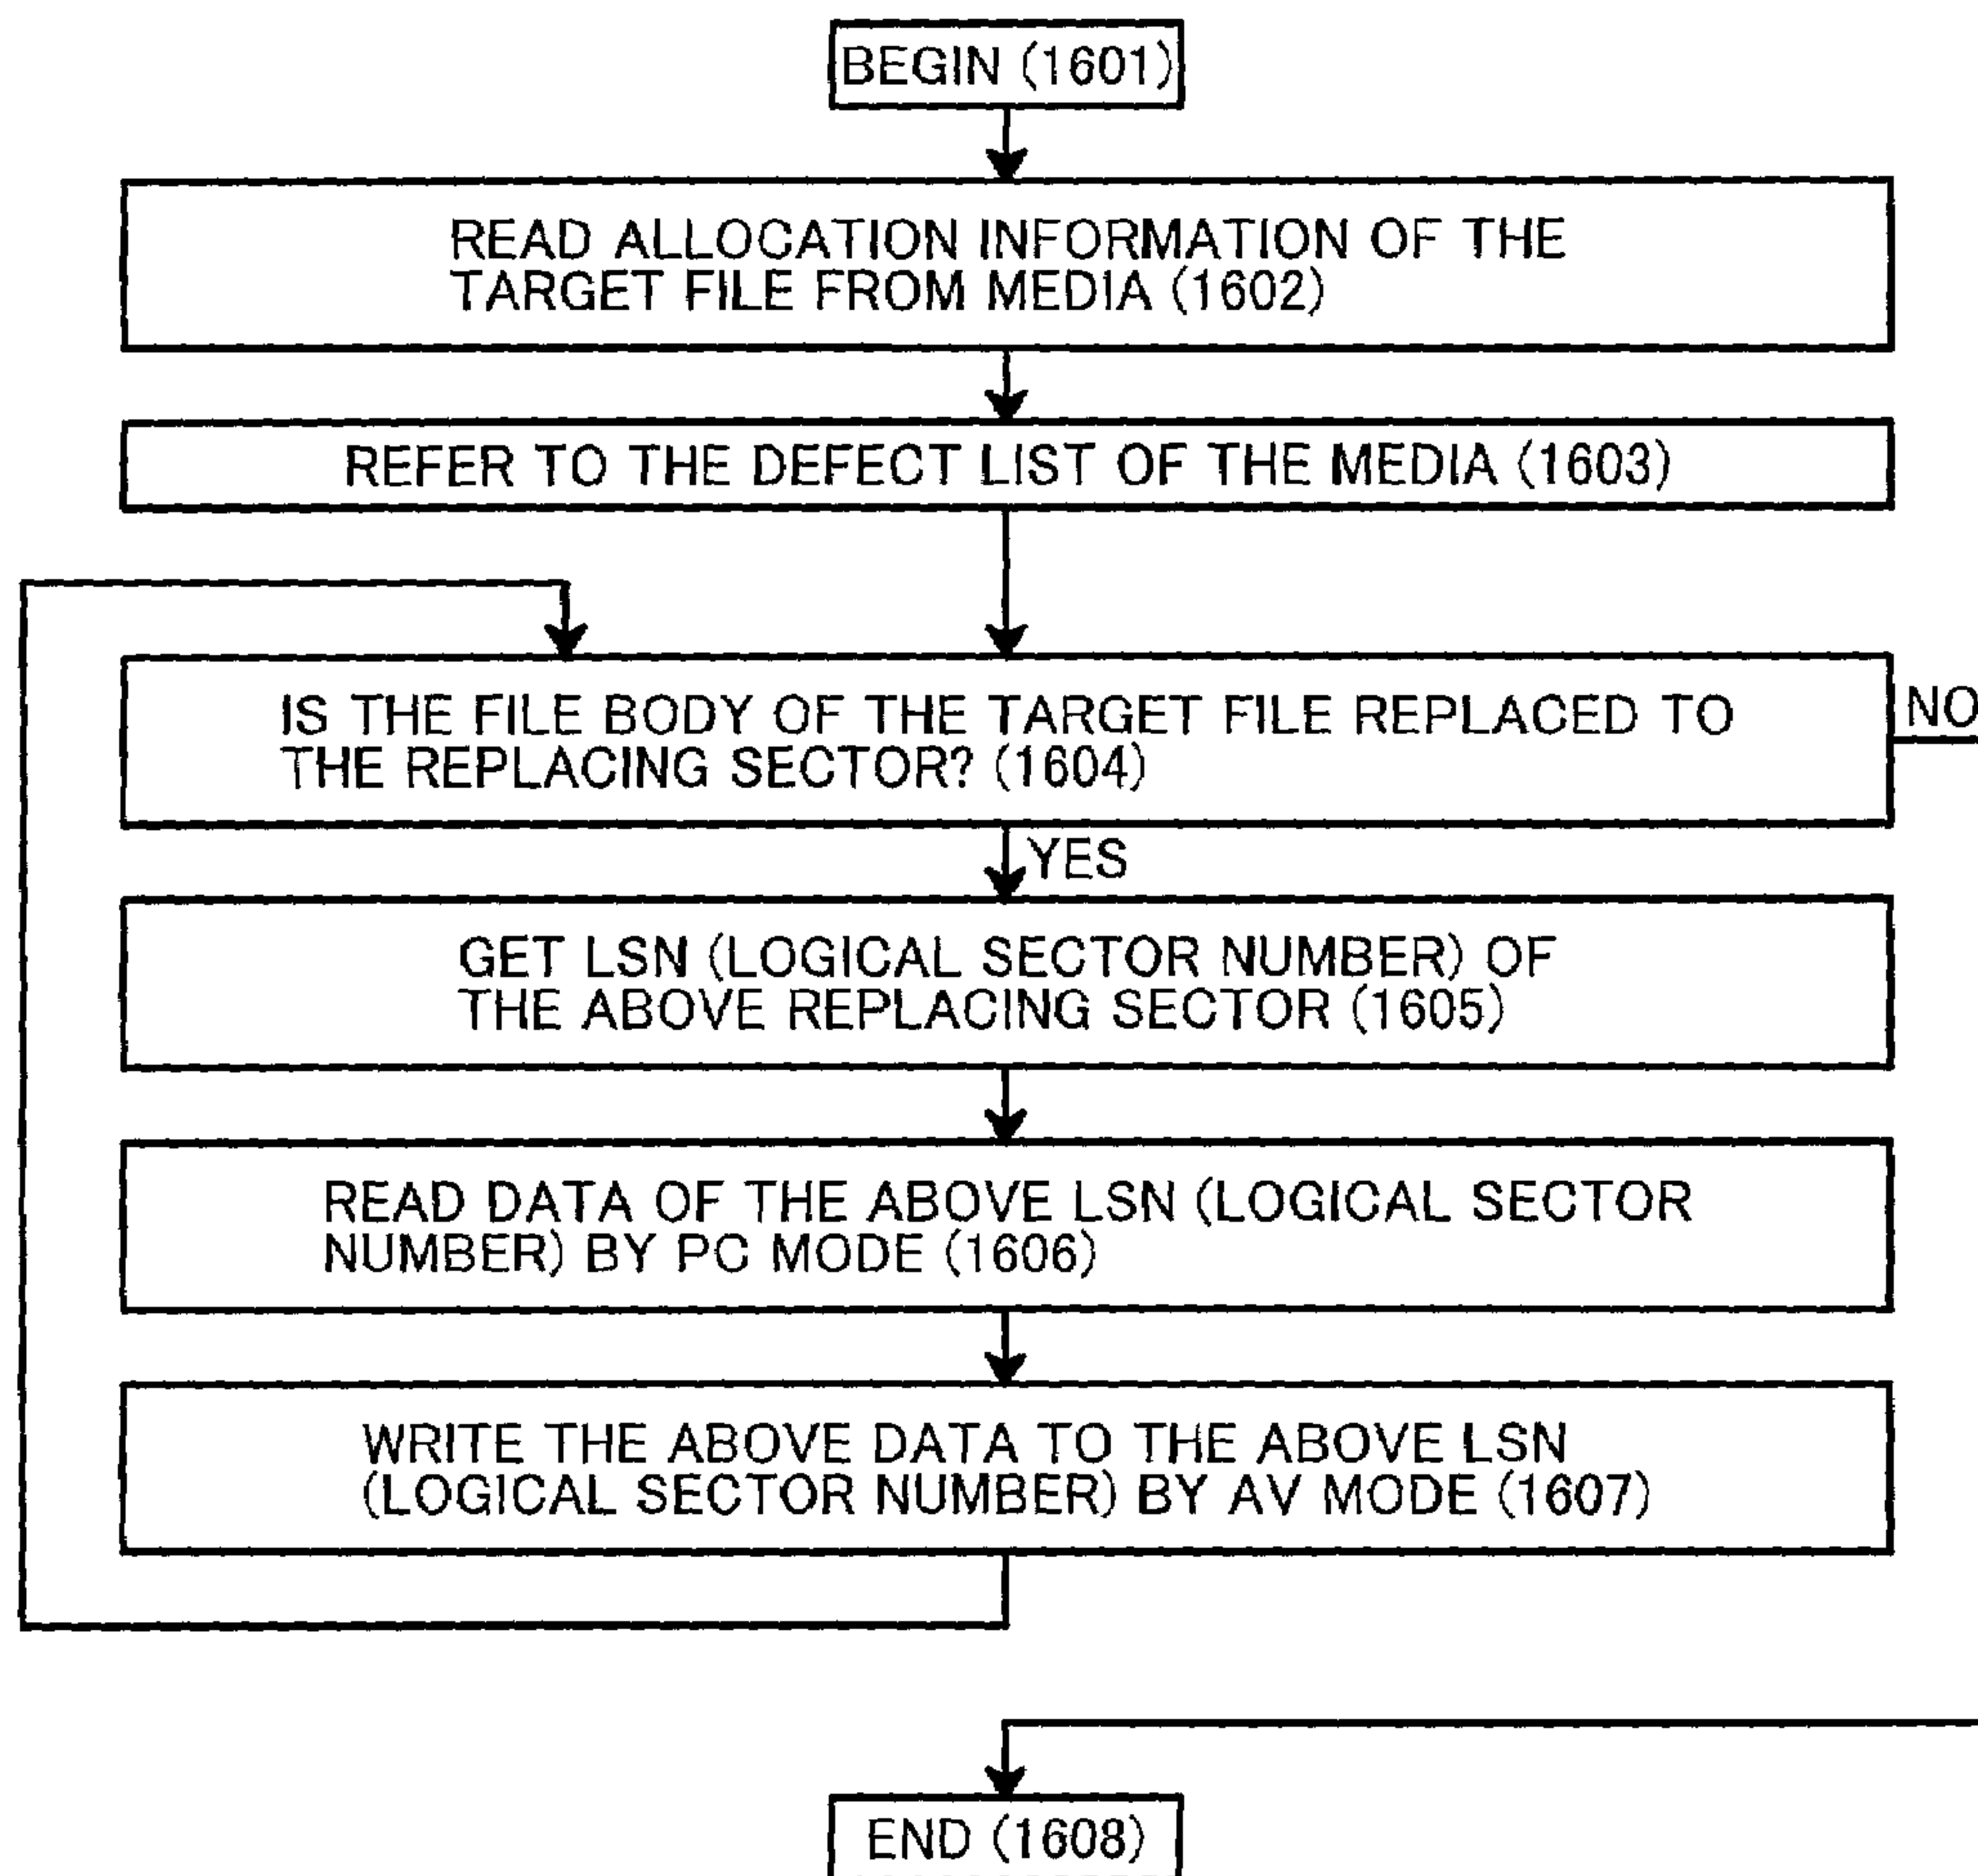 BEGIN (1601)
READ ALLOCATION INFORMATION OF THE
TARGET FILE FROM MEDIA (1602)
REFER TO THE DEFECT LIST OF THE MEDIA (1603)
IS THE FILE BODY OF THE TARGET FILE REPLACED TO
THE REPLACING SECTOR? (1604)
NO
YES
GET LSN (LOGICAL SECTOR NUMBER) OF
THE ABOVE REPLACING SECTOR (1605)
READ DATA OF THE ABOVE LSN (LOGICAL SECTOR
NUMBER) BY PC MODE (1606)
WRITE THE ABOVE DATA TO THE ABOVE LSN
(LOGICAL SECTOR NUMBER) BY AV MODE (1607)
END (1608)